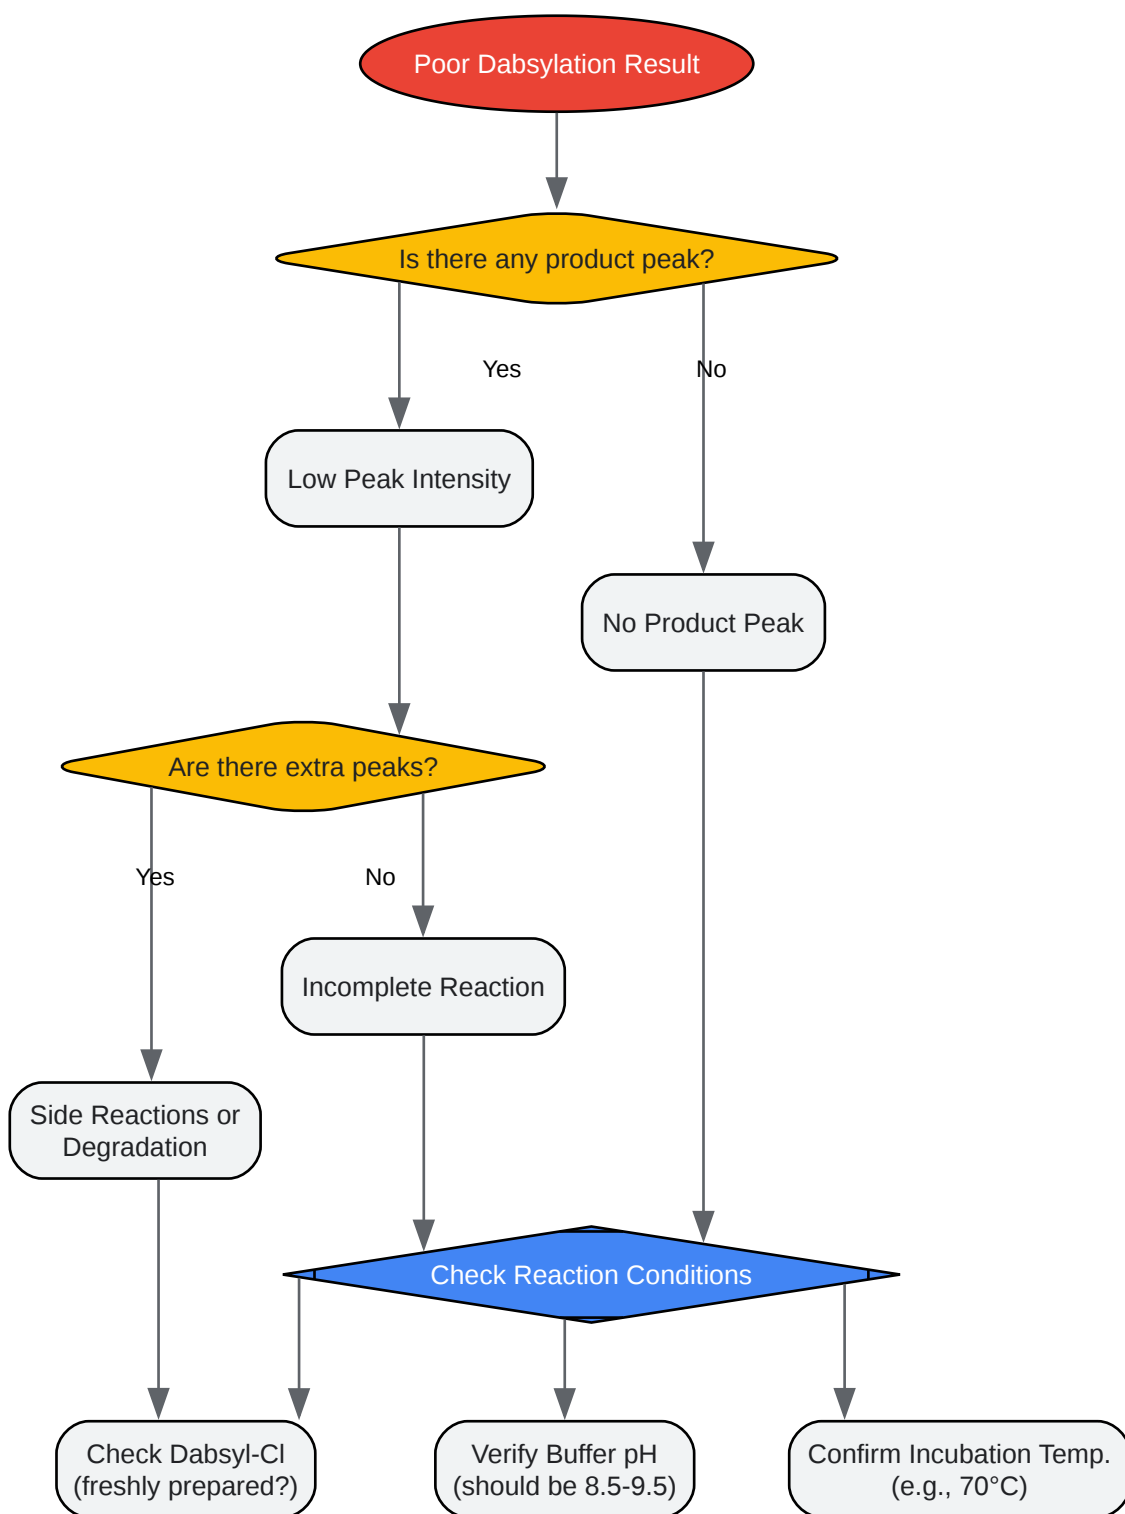 Poor Dabsylation Result
Is there any product peak?
Yes
No
Low Peak Intensity
No Product Peak
Are there extra peaks?
Yes
No
Incomplete Reaction
Side Reactions or
Degradation
Check Reaction Conditions
Check Dabsyl-Cl
(freshly prepared?)
Verify Buffer pH
(should be 8.5-9.5)
Confirm Incubation Temp.
(e.g., 70°C)